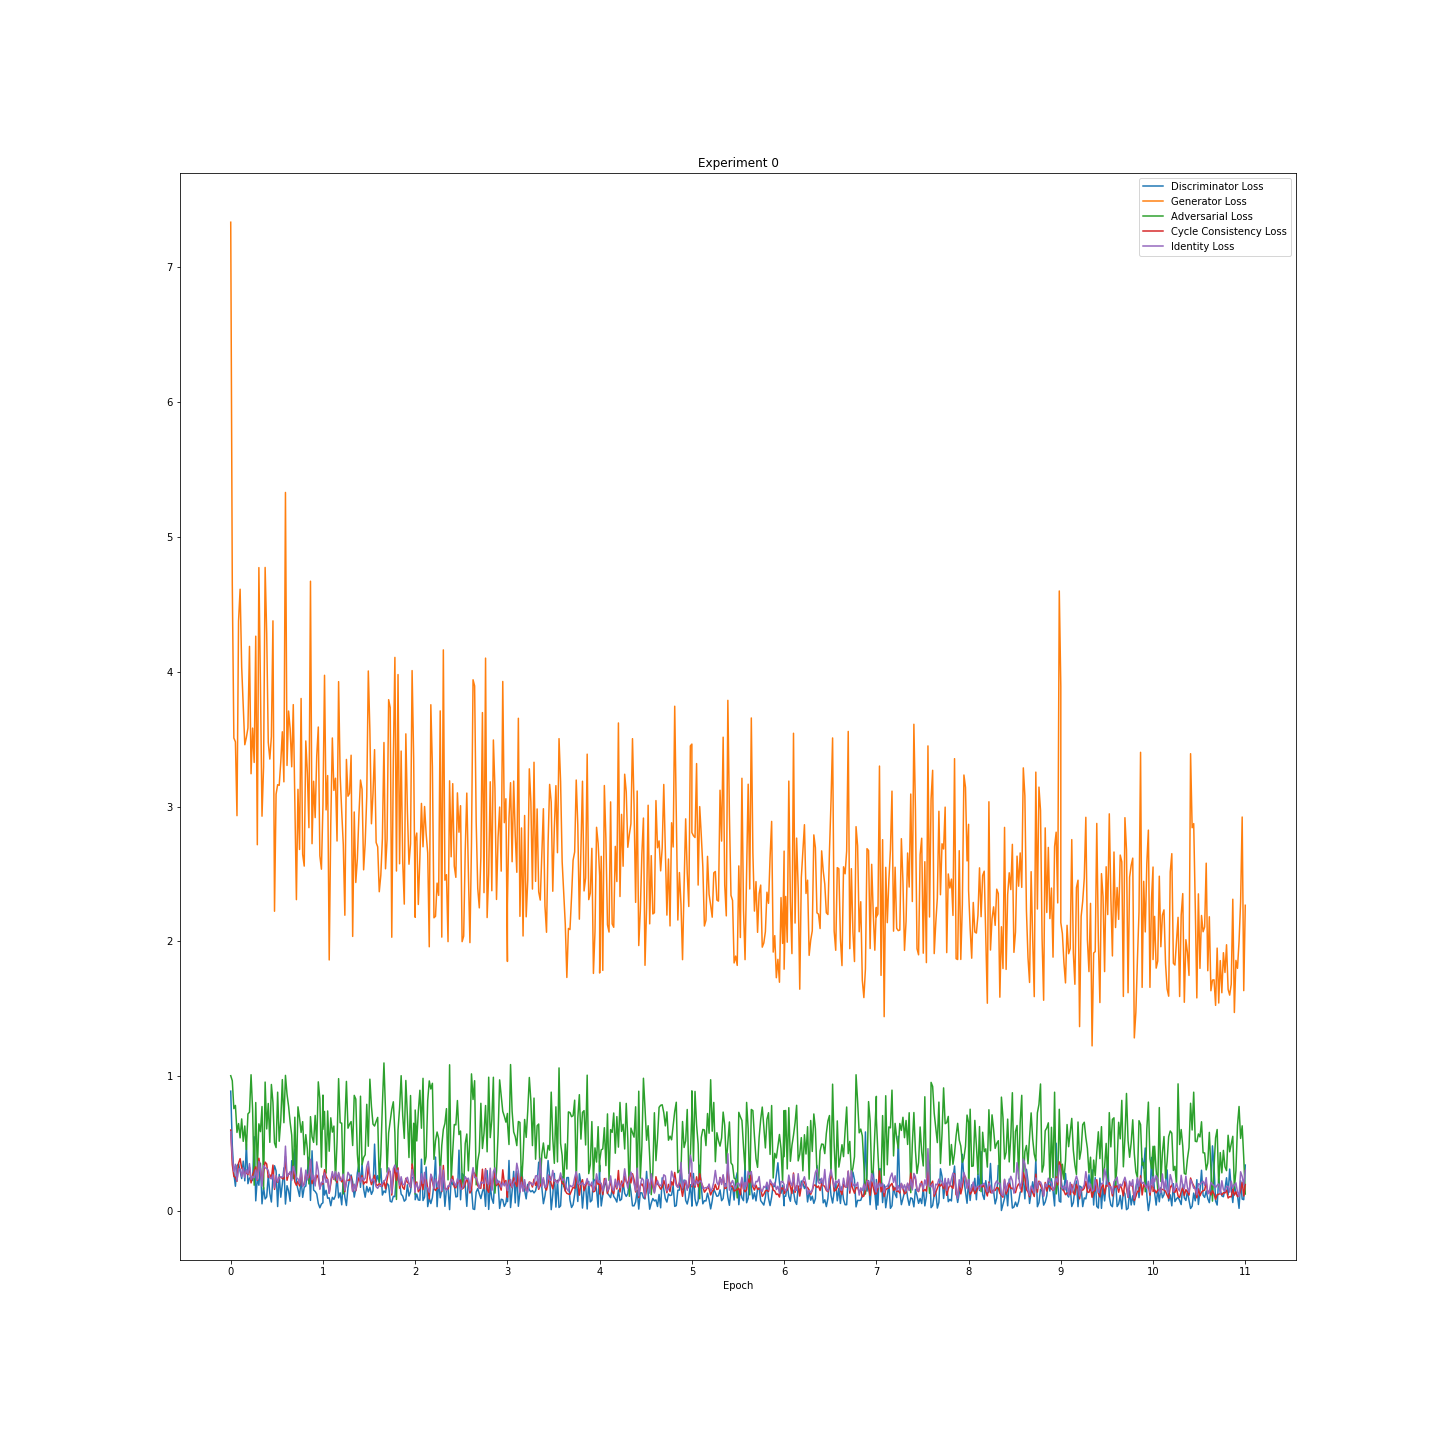 Experiment 0
Discriminator Loss
Generator Loss
Adversarial Loss
Cycle Consistency Loss
Identity Loss
7
6
5
4
3
2
1
0
0 1 2 3 4 5 6 7 8 9 10 11
Epoch